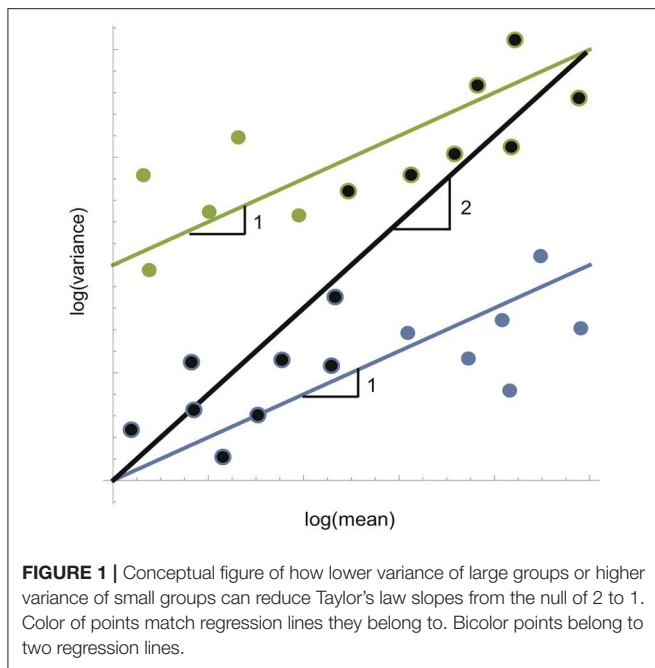 log(variance)
1
2
1
log(mean)
FIGURE 1 | Conceptual figure of how lower variance of large groups or higher
variance of small groups can reduce Taylor's law slopes from the null of 2 to 1.
Color of points match regression lines they belong to. Bicolor points belong to
two regression lines.